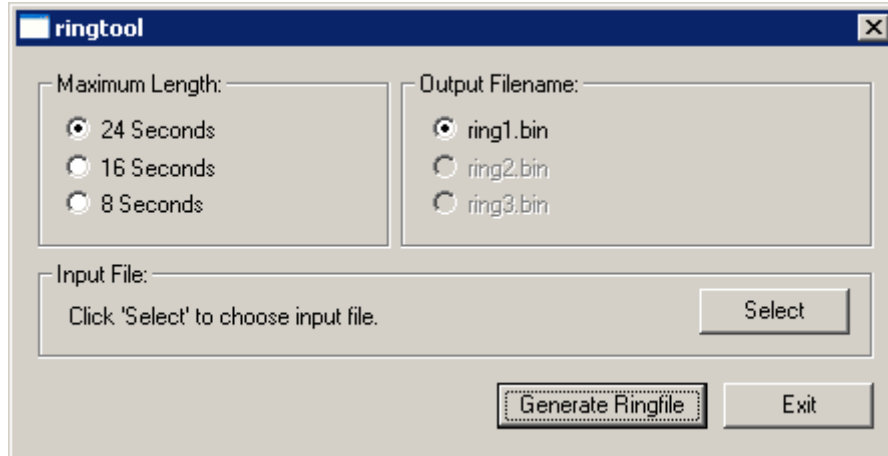 ringtool
Maximum Length:
24 Seconds
16 Seconds
8 Seconds
Output Filename:
ring1.bin
ring2.bin
ring3.bin
Input File:
Click 'Select' to choose input file.
Select
Generate Ringfile
Exit